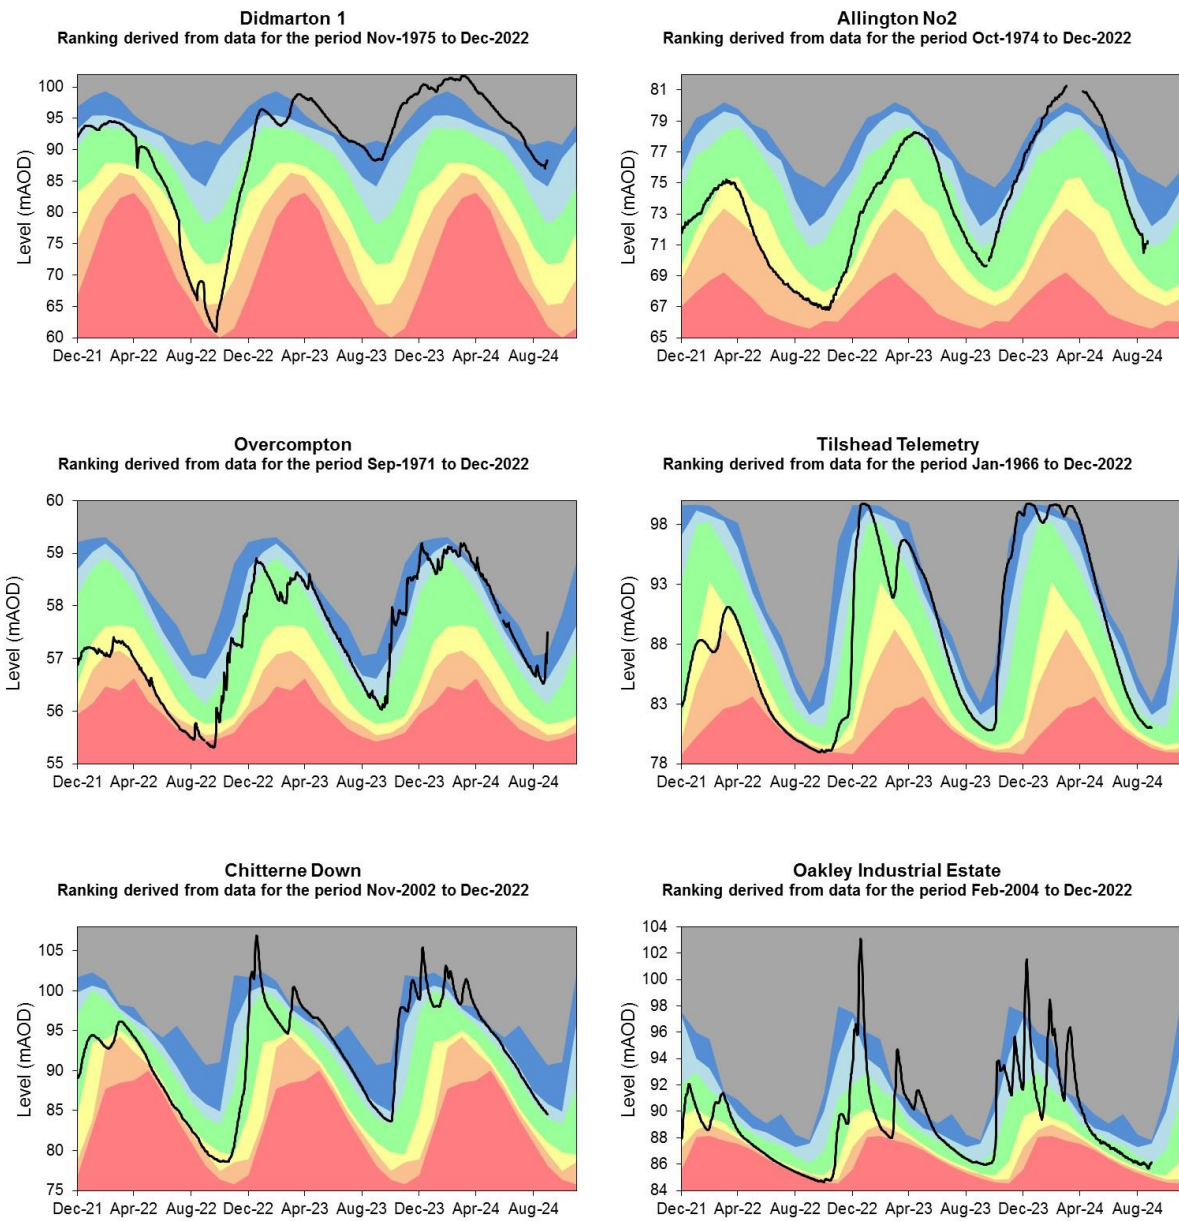 Didmarton 1
Ranking derived from data for the period Nov-1975 to Dec-2022
Level (mAOD)
100
95
90
85
80
75
70
65
60
Dec-21 Apr-22 Aug-22 Dec-22 Apr-23 Aug-23 Dec-23 Apr-24 Aug-24
Allington No2
Ranking derived from data for the period Oct-1974 to Dec-2022
Level (mAOD)
81
79
77
75
73
71
69
67
65
Dec-21 Apr-22 Aug-22 Dec-22 Apr-23 Aug-23 Dec-23 Apr-24 Aug-24
Overcompton
Ranking derived from data for the period Sep-1971 to Dec-2022
Level (mAOD)
60
59
58
57
56
55
Dec-21 Apr-22 Aug-22 Dec-22 Apr-23 Aug-23 Dec-23 Apr-24 Aug-24
Tilshead Telemetry
Ranking derived from data for the period Jan-1966 to Dec-2022
Level (mAOD)
98
93
88
83
78
Dec-21 Apr-22 Aug-22 Dec-22 Apr-23 Aug-23 Dec-23 Apr-24 Aug-24
Chitterne Down
Ranking derived from data for the period Nov-2002 to Dec-2022
Level (mAOD)
105
100
95
90
85
80
75
Dec-21 Apr-22 Aug-22 Dec-22 Apr-23 Aug-23 Dec-23 Apr-24 Aug-24
Oakley Industrial Estate
Ranking derived from data for the period Feb-2004 to Dec-2022
Level (mAOD)
104
102
100
98
96
94
92
90
88
86
84
Dec-21 Apr-22 Aug-22 Dec-22 Apr-23 Aug-23 Dec-23 Apr-24 Aug-24